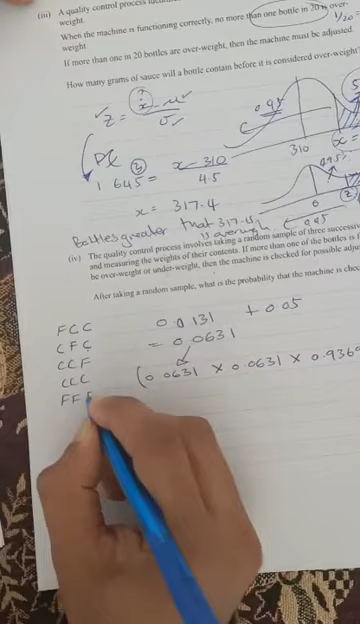 (iii) A quality control process
weight.
When the machine is functioning correctly, no more than one bottle in 20 is over-
weight.
1/20 =
If more than one in 20 bottles are over-weight, then the machine must be adjusted.
How many grams of sauce will a bottle contain before it is considered over-weight?
z = x - μ / σ
0.95
310
x =
1.645 = x - 310 / 4.5
x = 317.4
0
0.95
Bottles greater that 317.4
is overweigh.
(iv) The quality control process involves taking a random sample of three successive
and measuring the weights of their contents. If more than one of the bottles is
be over-weight or under-weight, then the machine is checked for possible
After taking a random sample, what is the probability that the machine is
FCC
0.0131 + 0.05
CFC
= 0.0631
CCF
CCC
(0.0631 × 0.0631 × 0.936
FF